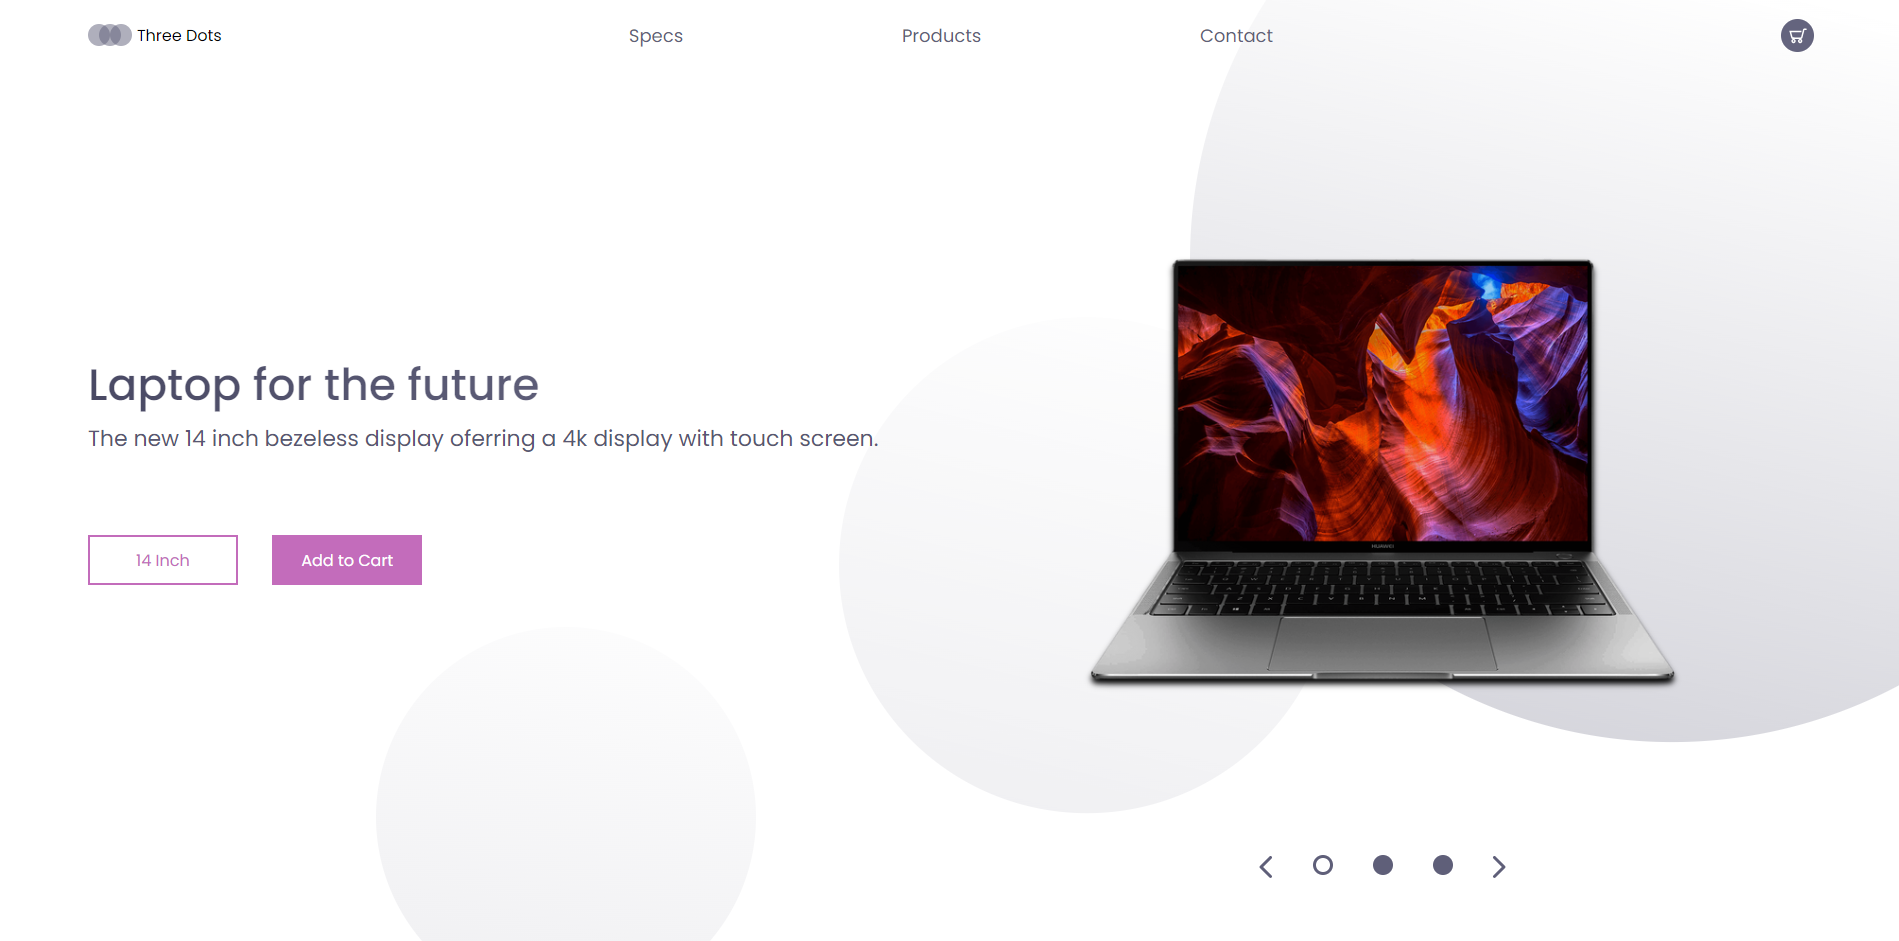 Three Dots
Specs
Products
Contact
Laptop for the future
The new 14 inch bezeless display oferring a 4k display with touch screen.
14 Inch
Add to Cart
HUAWEI